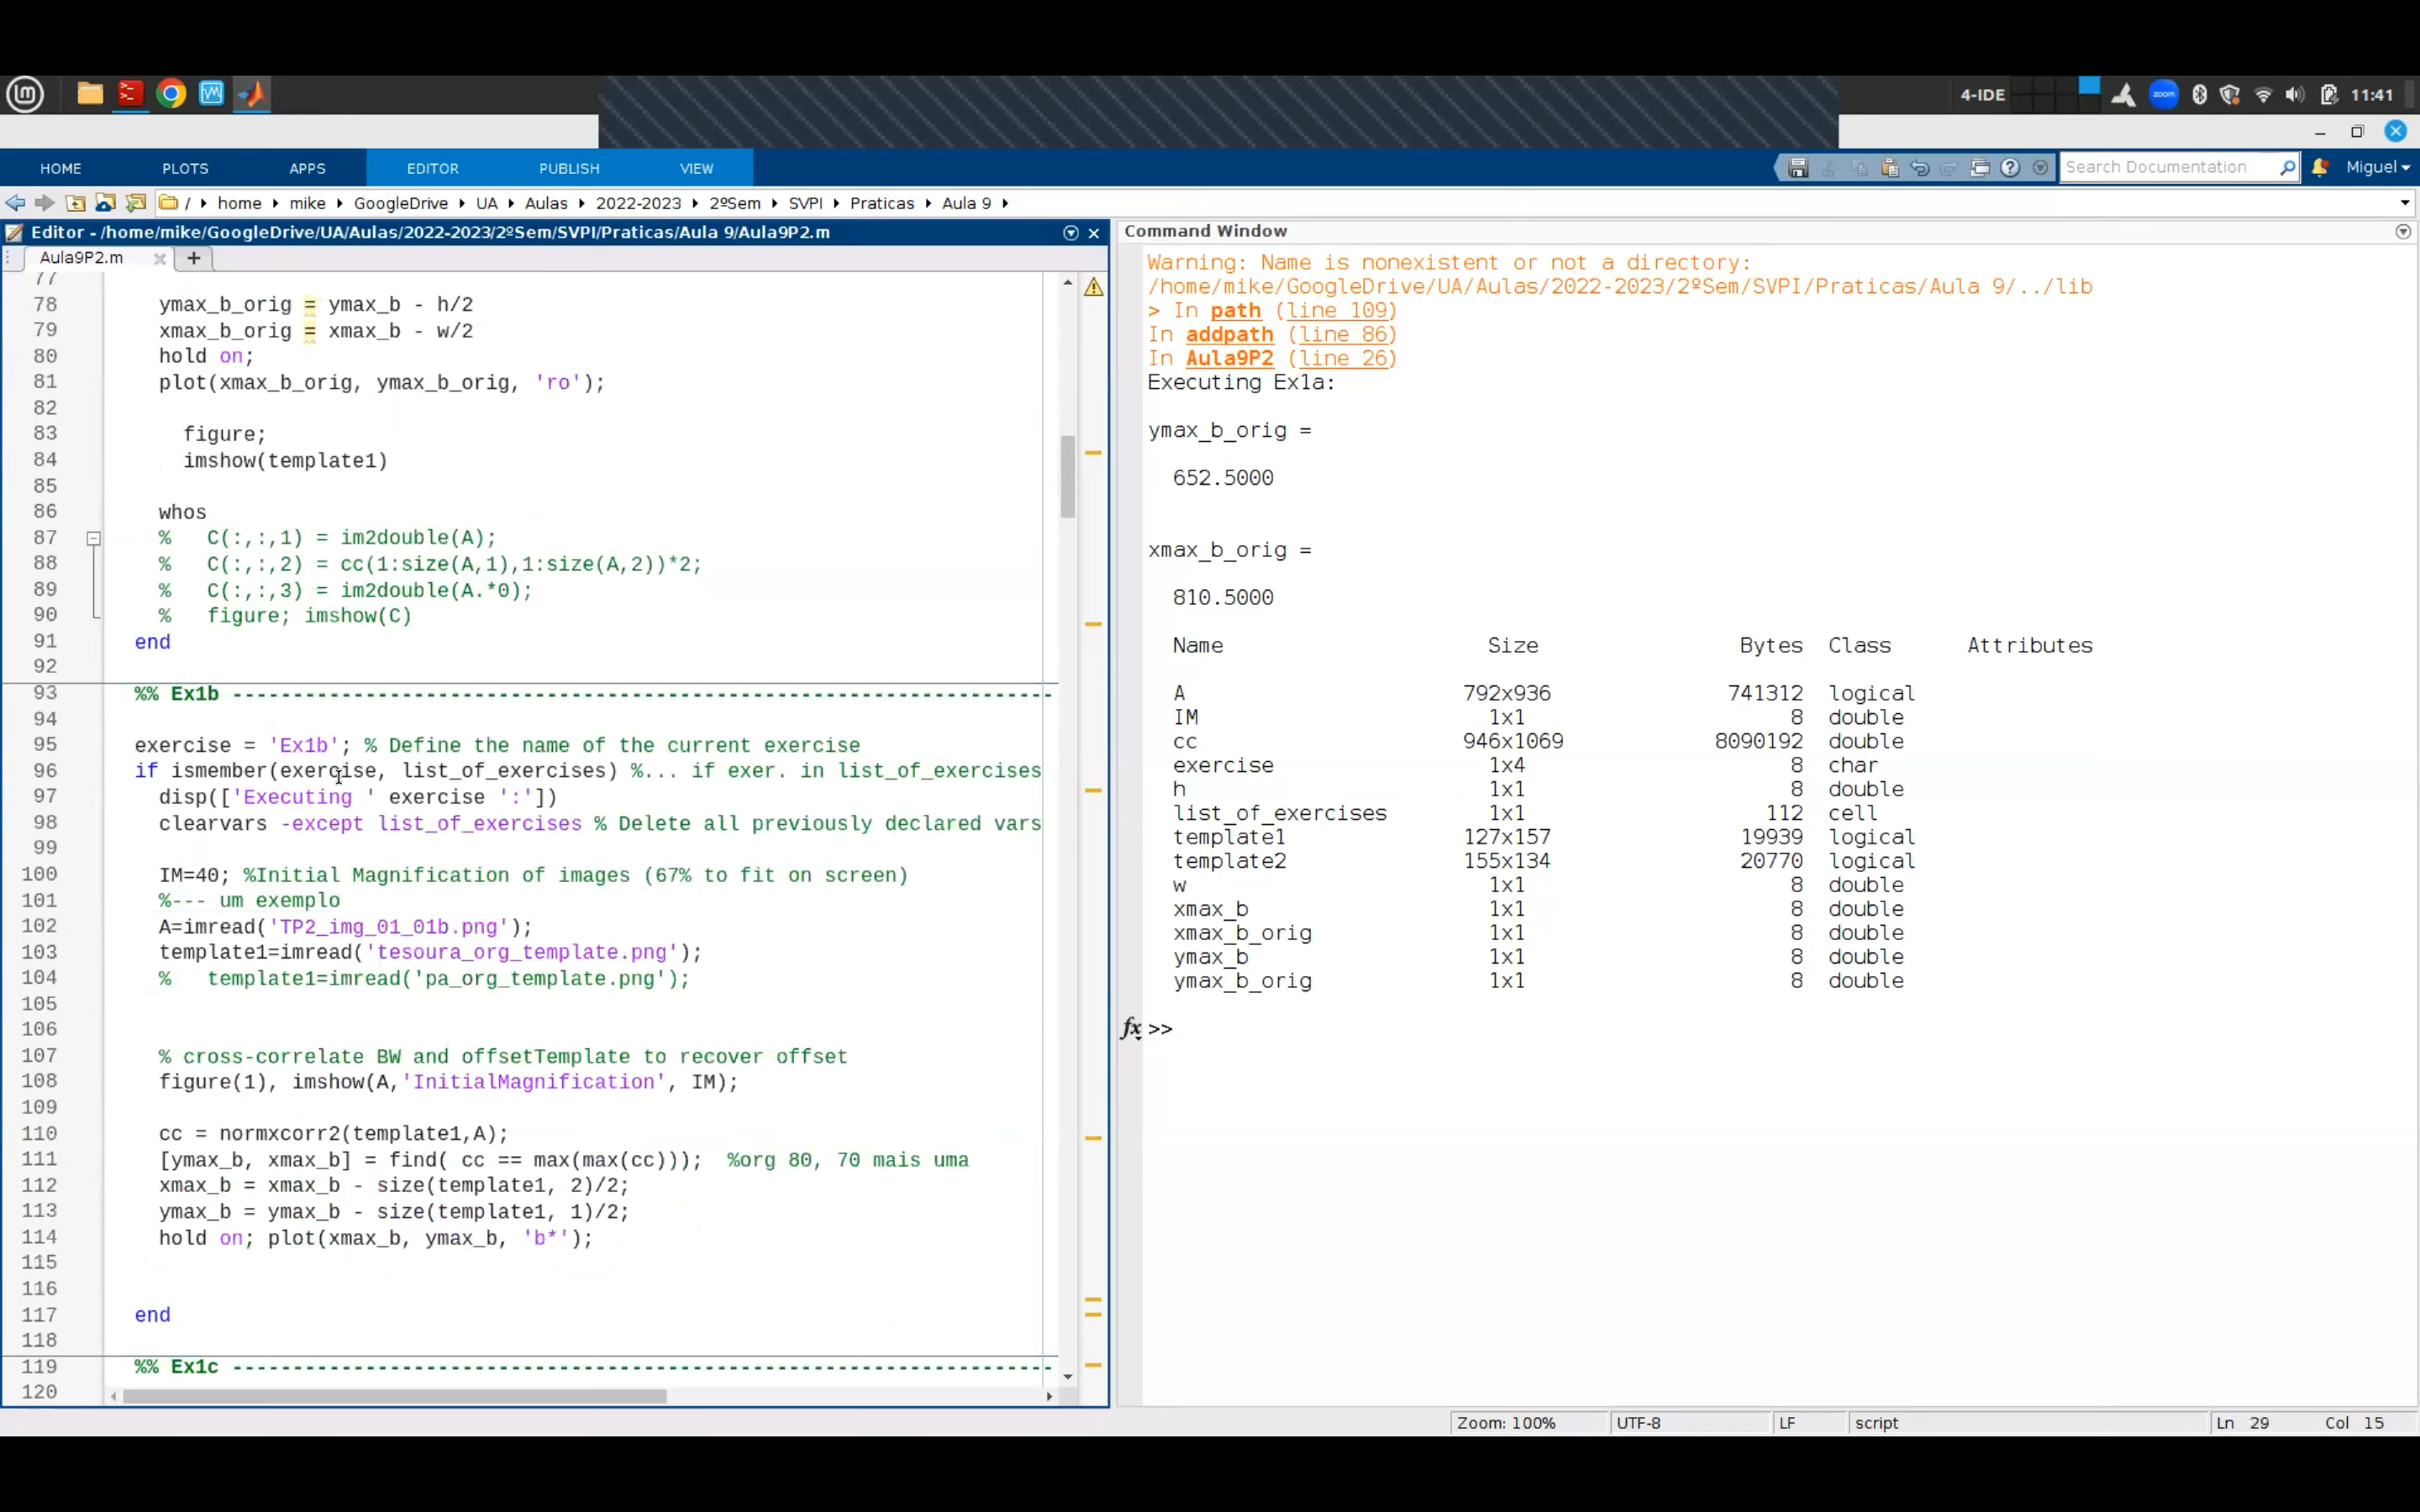 4-IDE
zoom
11:41
HOME PLOTS APPS EDITOR PUBLISH VIEW
Search Documentation
Miguel
/ home mike GoogleDrive UA Aulas 2022-2023 2ºSem SVPI Praticas Aula 9
Editor - /home/mike/GoogleDrive/UA/Aulas/2022-2023/2ºSem/SVPI/Praticas/Aula 9/Aula9P2.m
Aula9P2.m
77
78 ymax_b_orig = ymax_b - h/2
79 xmax_b_orig = xmax_b - w/2
80 hold on;
81 plot(xmax_b_orig, ymax_b_orig, 'ro');
82
83 figure;
84 imshow(template1)
85
86 whos
87 % C(:,:,1) = im2double(A);
88 % C(:,:,2) = cc(1:size(A,1),1:size(A,2))*2;
89 % C(:,:,3) = im2double(A.*0);
90 % figure; imshow(C)
91 end
92
93 %% Ex1b --------------------------------------------------------------------
94
95 exercise = 'Ex1b'; % Define the name of the current exercise
96 if ismember(exercise, list_of_exercises) %... if exer. in list_of_exercises
97 disp(['Executing ' exercise ':'])
98 clearvars -except list_of_exercises % Delete all previously declared vars
99
100 IM=40; %Initial Magnification of images (67% to fit on screen)
101 %--- um exemplo
102 A=imread('TP2_img_01_01b.png');
103 template1=imread('tesoura_org_template.png');
104 % template1=imread('pa_org_template.png');
105
106
107 % cross-correlate BW and offsetTemplate to recover offset
108 figure(1), imshow(A,'InitialMagnification', IM);
109
110 cc = normxcorr2(template1,A);
111 [ymax_b, xmax_b] = find( cc == max(max(cc))); %org 80, 70 mais uma
112 xmax_b = xmax_b - size(template1, 2)/2;
113 ymax_b = ymax_b - size(template1, 1)/2;
114 hold on; plot(xmax_b, ymax_b, 'b*');
115
116
117 end
118
119 %% Ex1c --------------------------------------------------------------------
120
Command Window
Warning: Name is nonexistent or not a directory:
/home/mike/GoogleDrive/UA/Aulas/2022-2023/2ºSem/SVPI/Praticas/Aula 9/../lib
> In path (line 109)
In addpath (line 86)
In Aula9P2 (line 26)
Executing Ex1a:
ymax_b_orig =
652.5000
xmax_b_orig =
810.5000
Name Size Bytes Class Attributes
A 792x936 741312 logical
IM 1x1 8 double
cc 946x1069 8090192 double
exercise 1x4 8 char
h 1x1 8 double
list_of_exercises 1x1 112 cell
template1 127x157 19939 logical
template2 155x134 20770 logical
w 1x1 8 double
xmax_b 1x1 8 double
xmax_b_orig 1x1 8 double
ymax_b 1x1 8 double
ymax_b_orig 1x1 8 double
fx >>
Zoom: 100% UTF-8 LF script Ln 29 Col 15